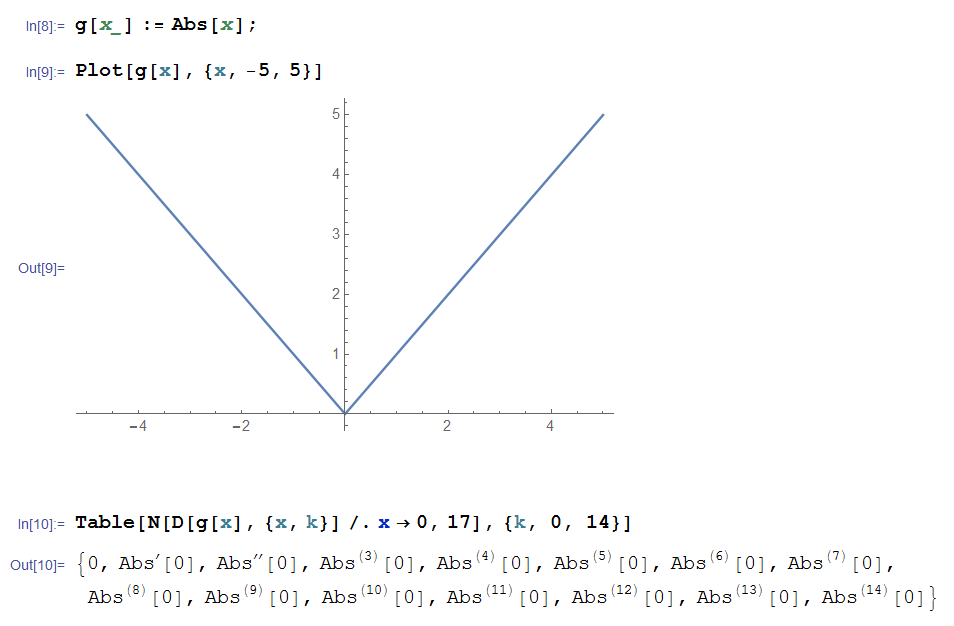 In[8]:= g[x_] := Abs[x];
In[9]:= Plot[g[x], {x, -5, 5}]
5
4
3
Out[9]=
2
1
−4 −2 2 4
In[10]:= Table[N[D[g[x], {x, k}] /. x → 0, 17], {k, 0, 14}]
Out[10]= {0, Abs′[0], Abs′′[0], Abs^(3)[0], Abs^(4)[0], Abs^(5)[0], Abs^(6)[0], Abs^(7)[0],
Abs^(8)[0], Abs^(9)[0], Abs^(10)[0], Abs^(11)[0], Abs^(12)[0], Abs^(13)[0], Abs^(14)[0]}